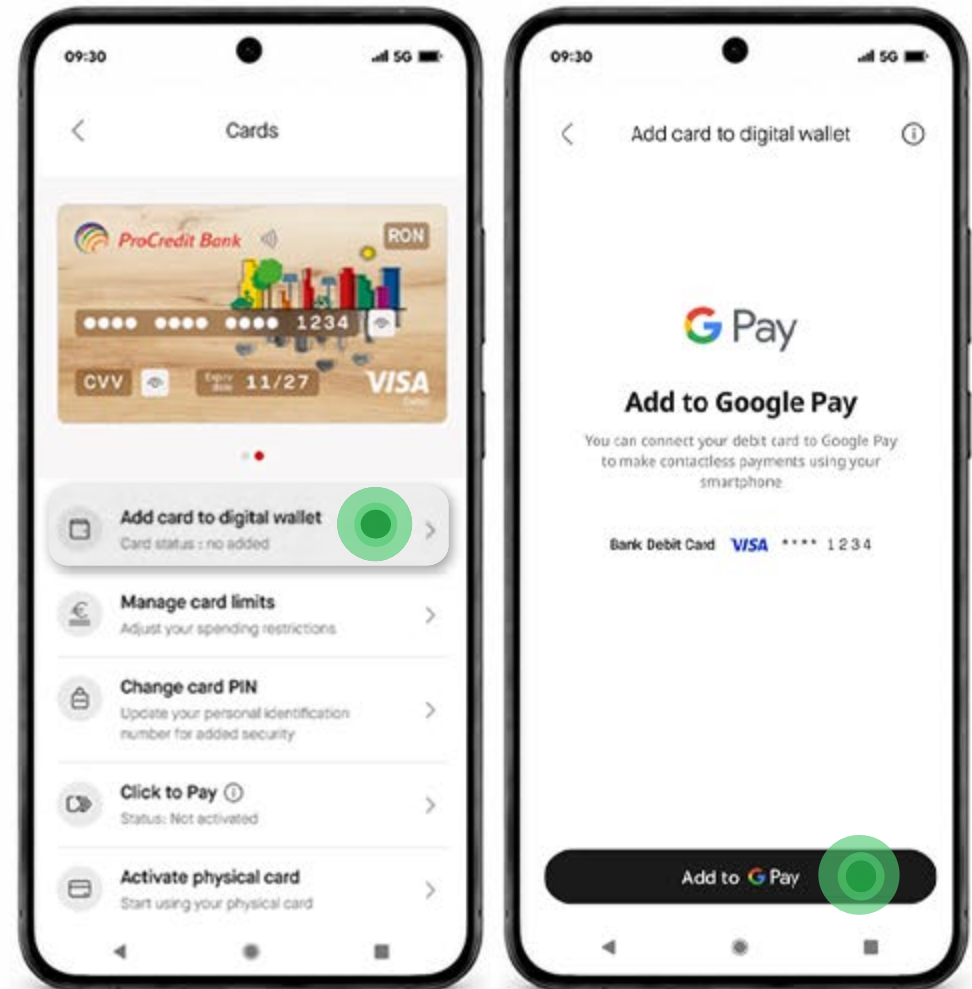 09:30
5G
Cards
ProCredit Bank
RON
•••• •••• •••• 1234
CVV
Expiry
date
11/27
VISA
Debit
Add card to digital wallet
Card status : no added
Manage card limits
Adjust your spending restrictions
Change card PIN
Update your personal identification
number for added security
Click to Pay
Status: Not activated
Activate physical card
Start using your physical card
09:30
5G
Add card to digital wallet
G Pay
Add to Google Pay
You can connect your debit card to Google Pay
to make contactless payments using your
smartphone
Bank Debit Card VISA **** 1234
Add to G Pay